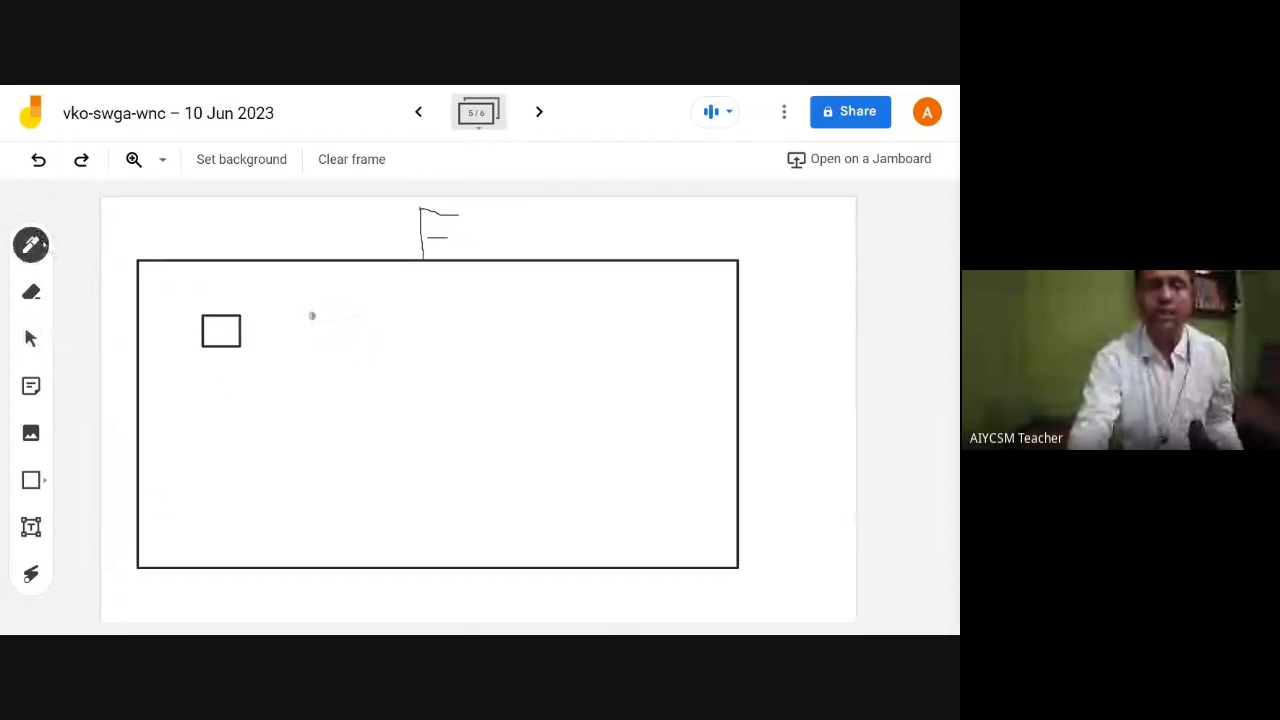 vko-swga-wnc – 10 Jun 2023
5 / 6
Share
A
Set background
Clear frame
Open on a Jamboard
F
T
AIYCSM Teacher